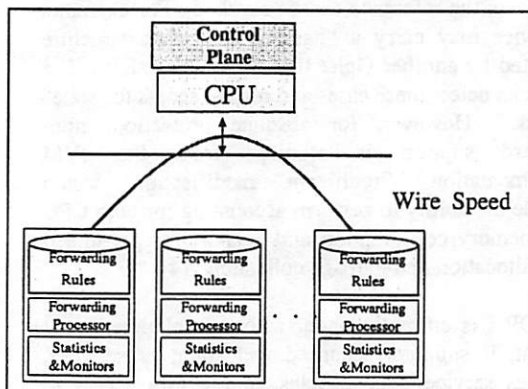 Control
Plane
CPU
Wire Speed
Forwarding
Rules
Forwarding
Processor
Statistics
&Monitors
Forwarding
Rules
Forwarding
Processor
Statistics
&Monitors
. . .
Forwarding
Rules
Forwarding
Processor
Statistics
&Monitors